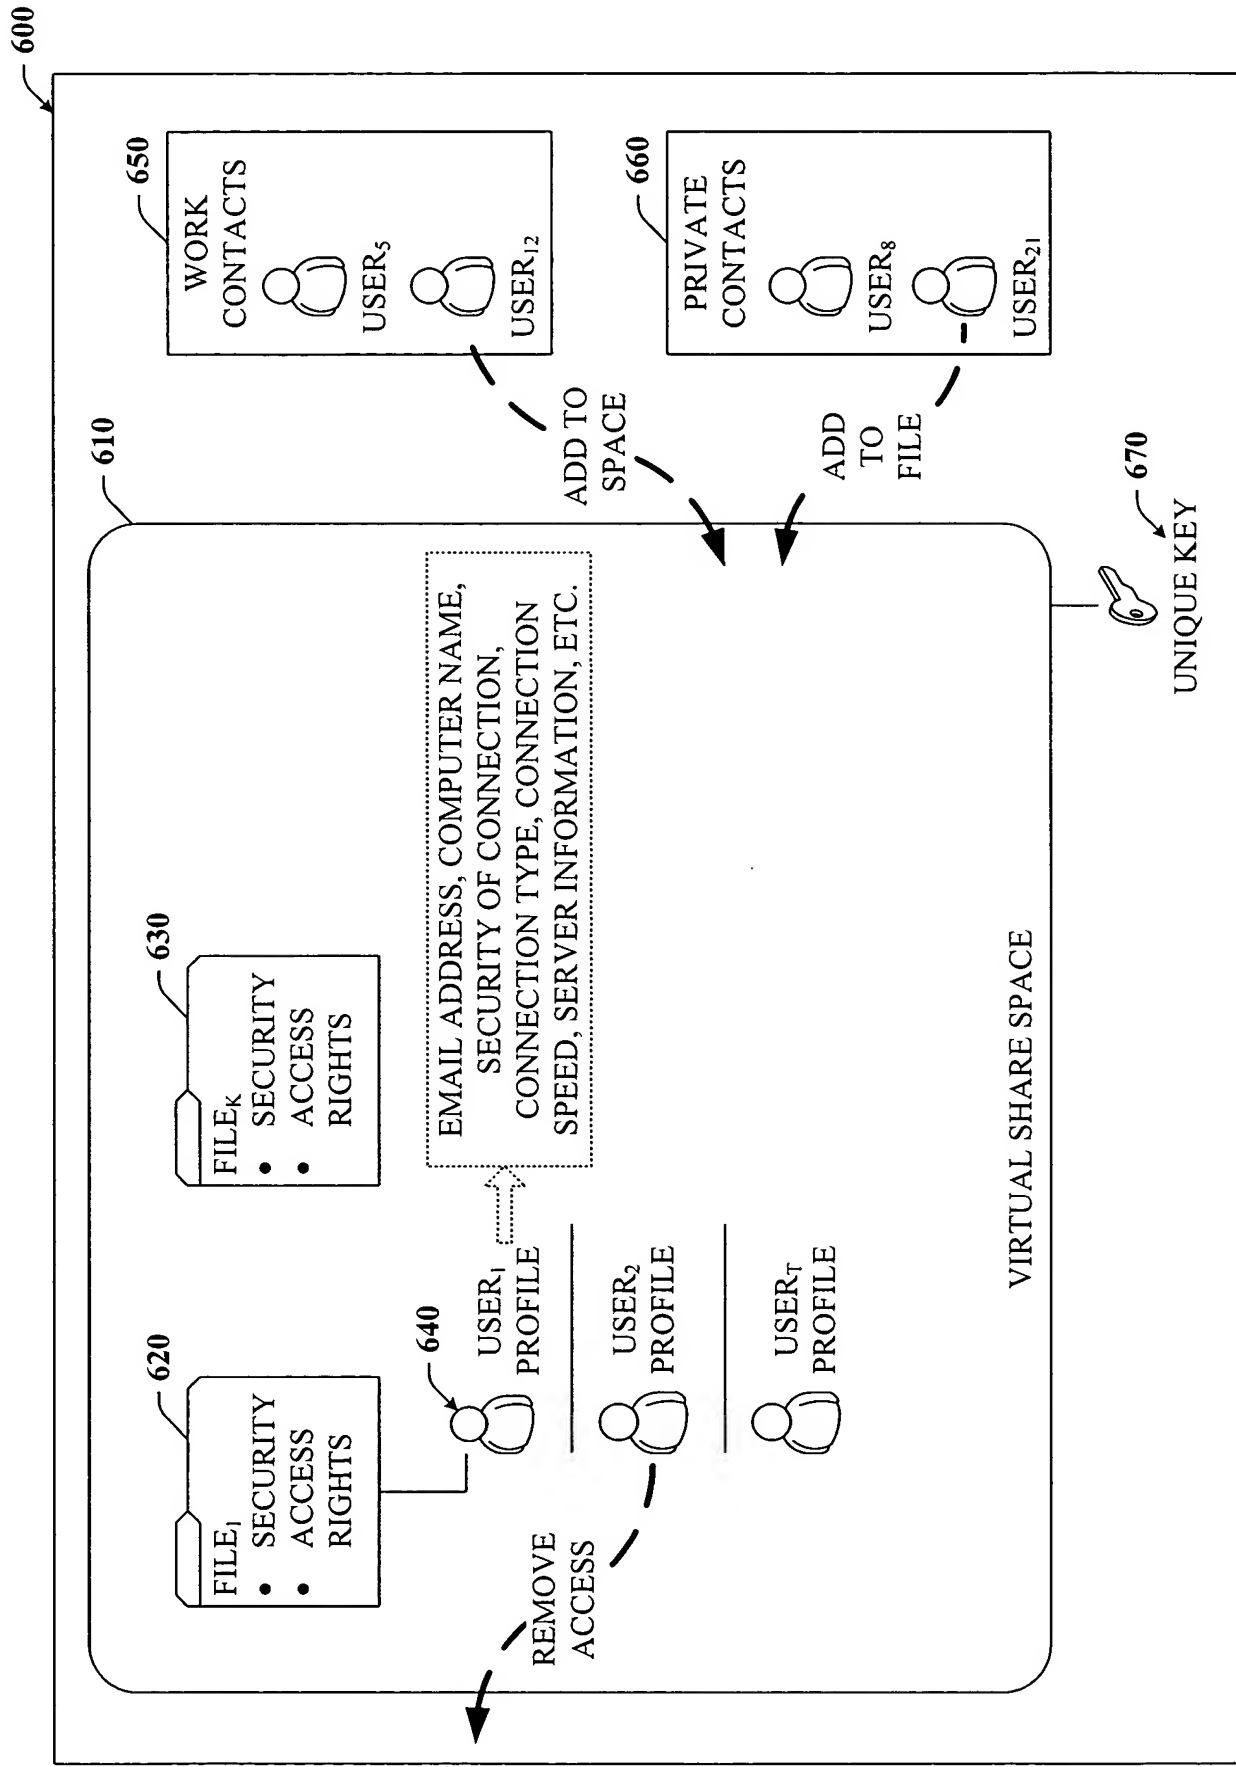 600
610
620
FILE₁
• SECURITY
• ACCESS
RIGHTS
630
FILEₖ
• SECURITY
• ACCESS
RIGHTS
640
USER₁
PROFILE
EMAIL ADDRESS, COMPUTER NAME,
SECURITY OF CONNECTION,
CONNECTION TYPE, CONNECTION
SPEED, SERVER INFORMATION, ETC.
USER₂
PROFILE
USER_T
PROFILE
REMOVE
ACCESS
VIRTUAL SHARE SPACE
650
WORK
CONTACTS
USER₅
USER₁₂
ADD TO
SPACE
660
PRIVATE
CONTACTS
USER₈
USER₂₁
ADD
TO
FILE
670
UNIQUE KEY